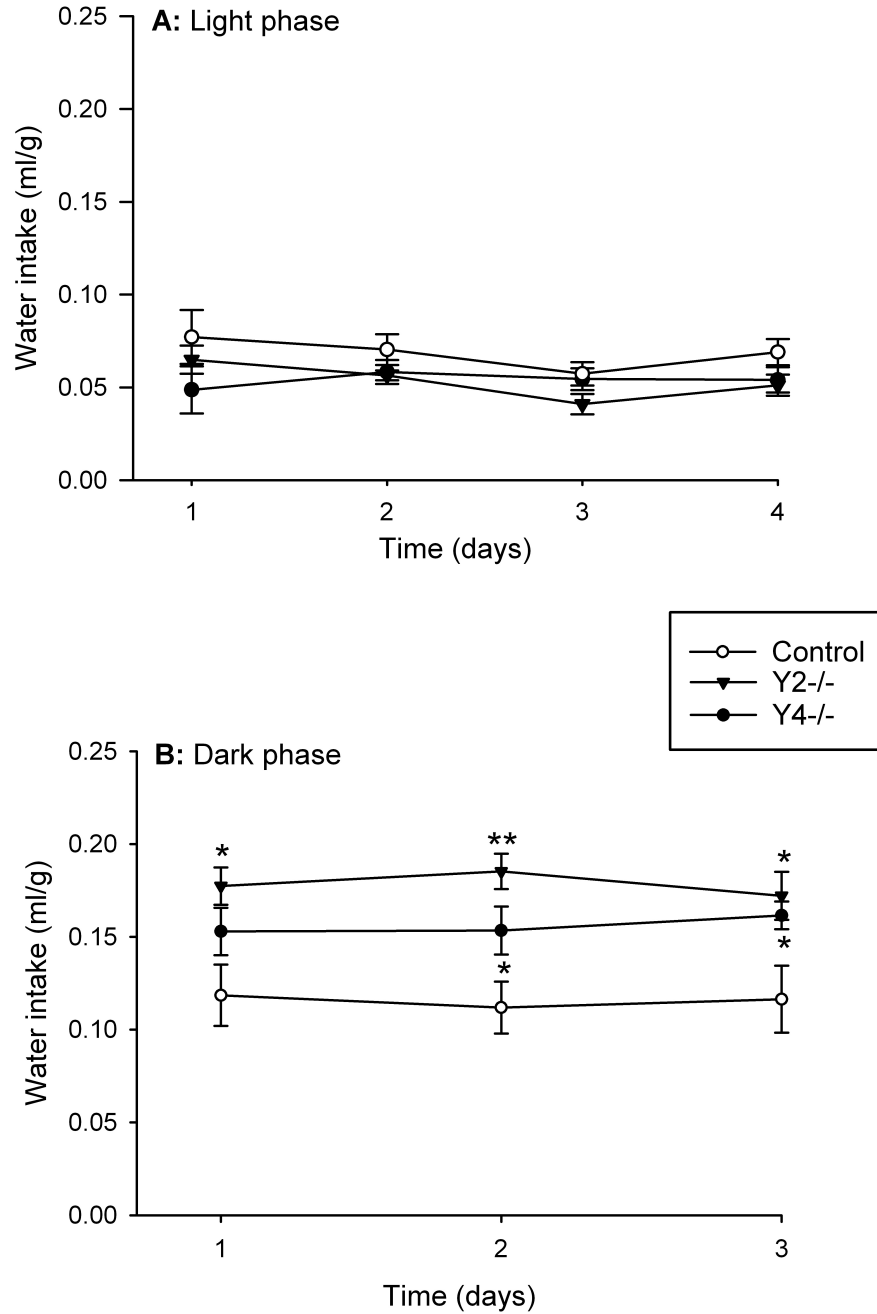 A: Light phase
0.25
0.20
0.15
0.10
0.05
0.00
Water intake (ml/g)
1 2 3 4
Time (days)
Control
Y2-/-
Y4-/-
B: Dark phase
0.25
0.20
0.15
0.10
0.05
0.00
Water intake (ml/g)
* ** *
* *
1 2 3
Time (days)